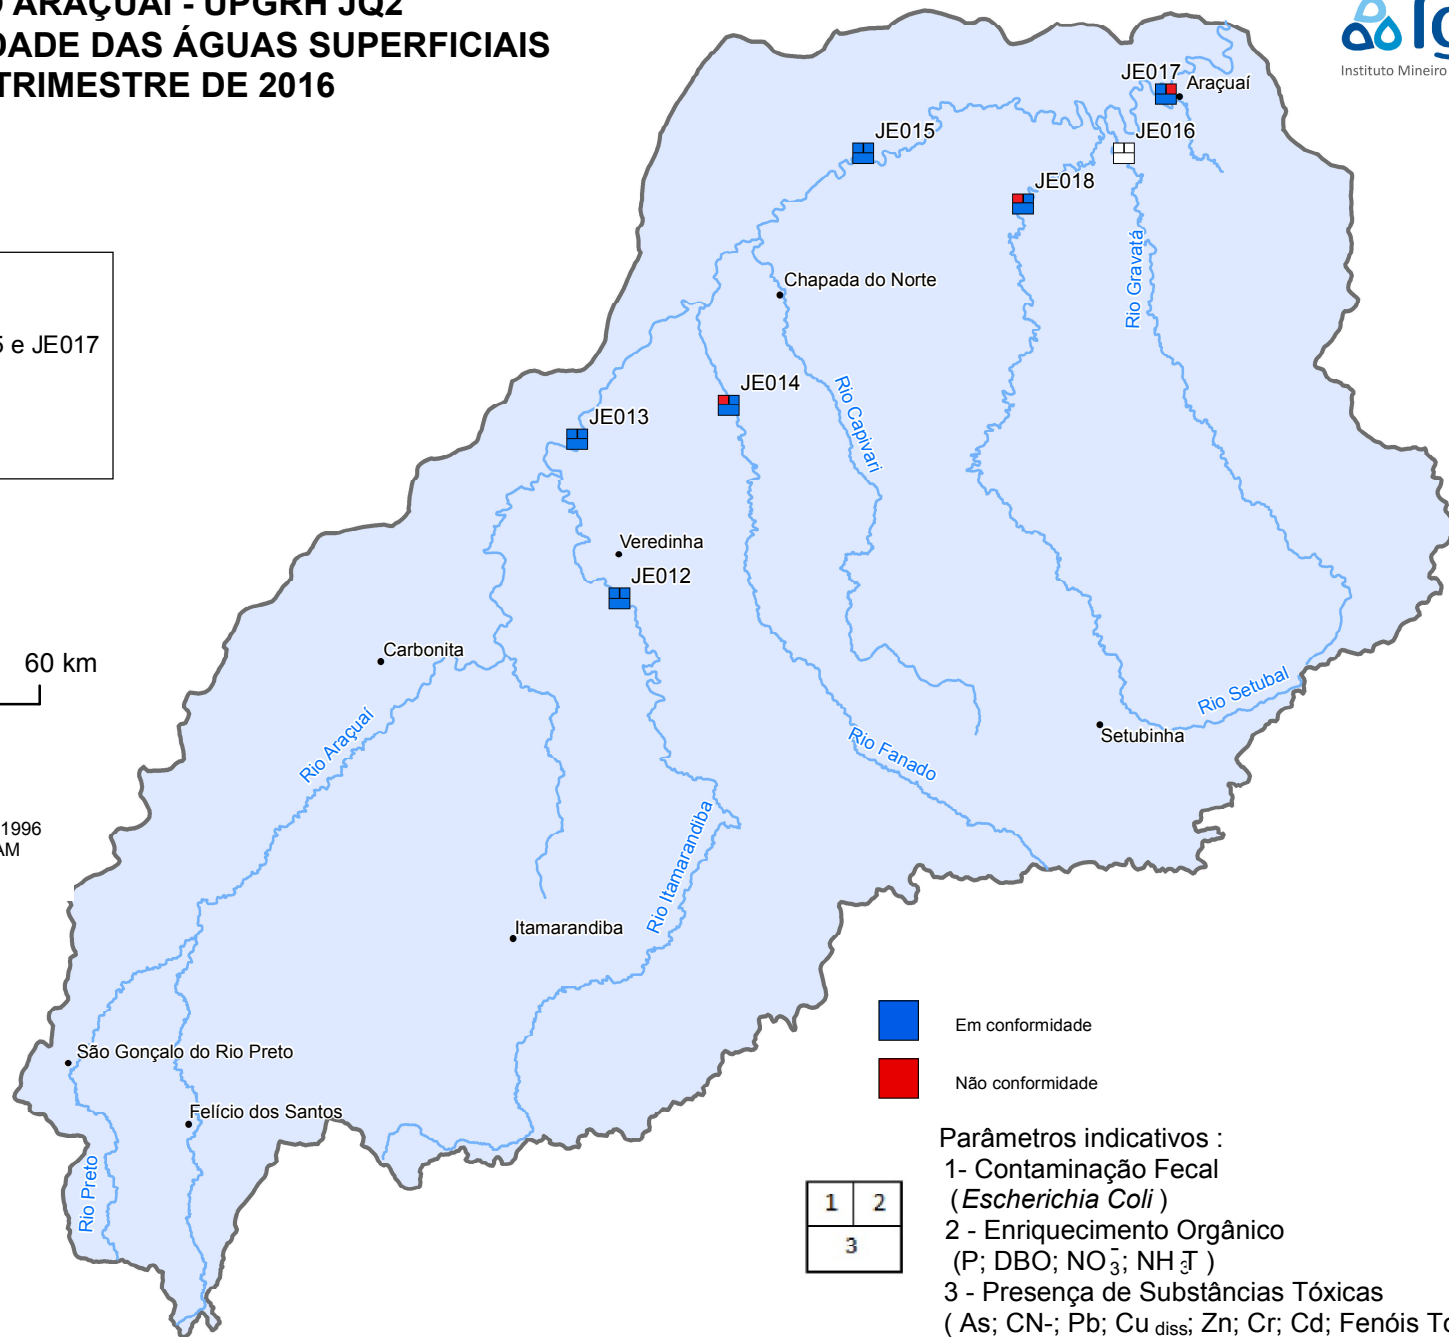 ARAÇUAÍ - UPGRH JQ2
DADE DAS ÁGUAS SUPERFICIAIS
TRIMESTRE DE 2016
Instituto Mineiro
JE017
Araçuaí
JE015
JE016
JE018
Rio Gravatá
Chapada do Norte
e JE017
JE014
Rio Capivari
JE013
Veredinha
JE012
Carbonita
60 km
Rio Setubal
Rio Araçuaí
Setubinha
Rio Fanado
1996
AM
Rio Itamarandiba
Itamarandiba
Em conformidade
São Gonçalo do Rio Preto
Não conformidade
Felício dos Santos
Rio Preto
Parâmetros indicativos :
1- Contaminação Fecal
(Escherichia Coli )
1 2
3
2 - Enriquecimento Orgânico
(P; DBO; NO3-; NH3T )
3 - Presença de Substâncias Tóxicas
( As; CN-; Pb; Cu diss; Zn; Cr; Cd; Fenóis